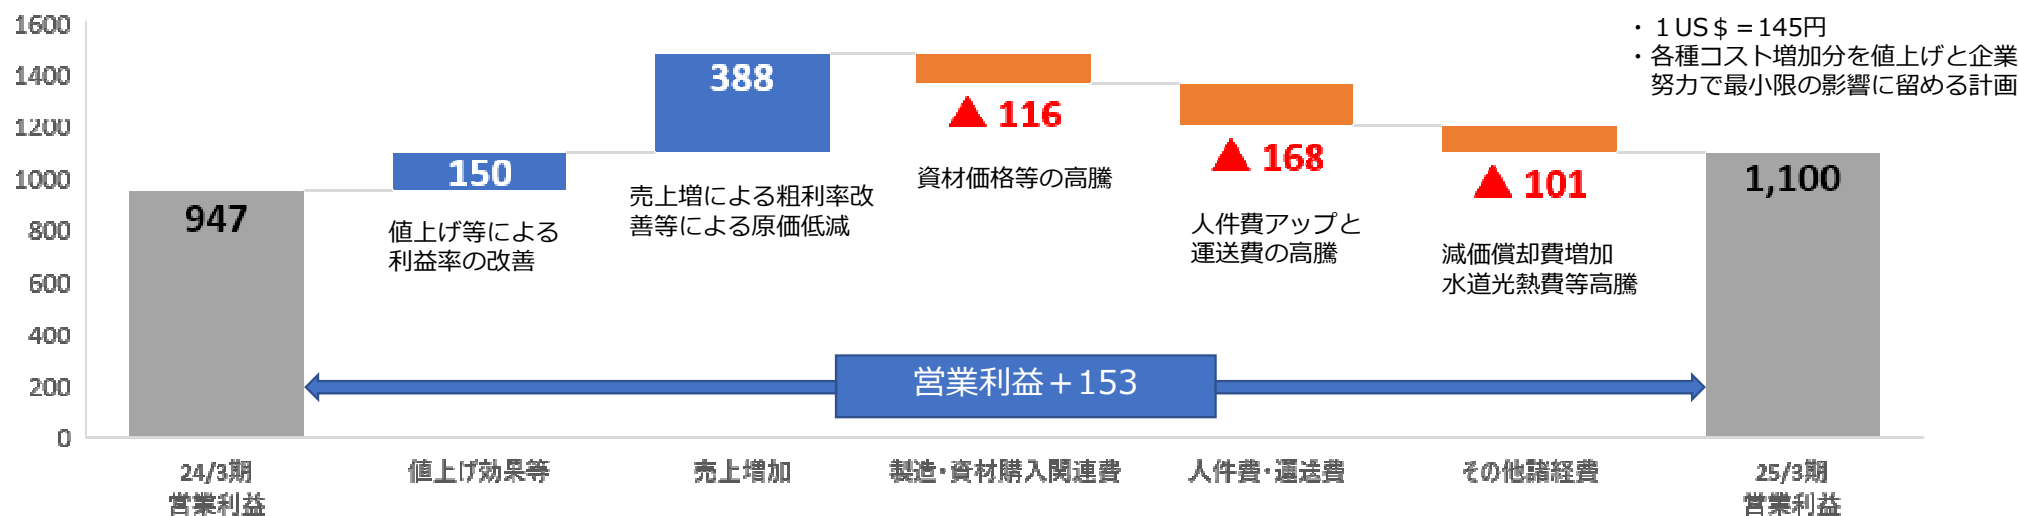 1600
1400
1200
1000
800
600
400
200
0
・１US＄＝145円
・各種コスト増加分を値上げと企業
努力で最小限の影響に留める計画
947
150
値上げ等による
利益率の改善
388
売上増による粗利率改
善等による原価低減
▲ 116
資材価格等の高騰
▲ 168
人件費アップと
運送費の高騰
▲ 101
減価償却費増加
水道光熱費等高騰
1,100
営業利益＋153
24/3期
営業利益
値上げ効果等
売上増加
製造・資材購入関連費
人件費・運送費
その他諸経費
25/3期
営業利益